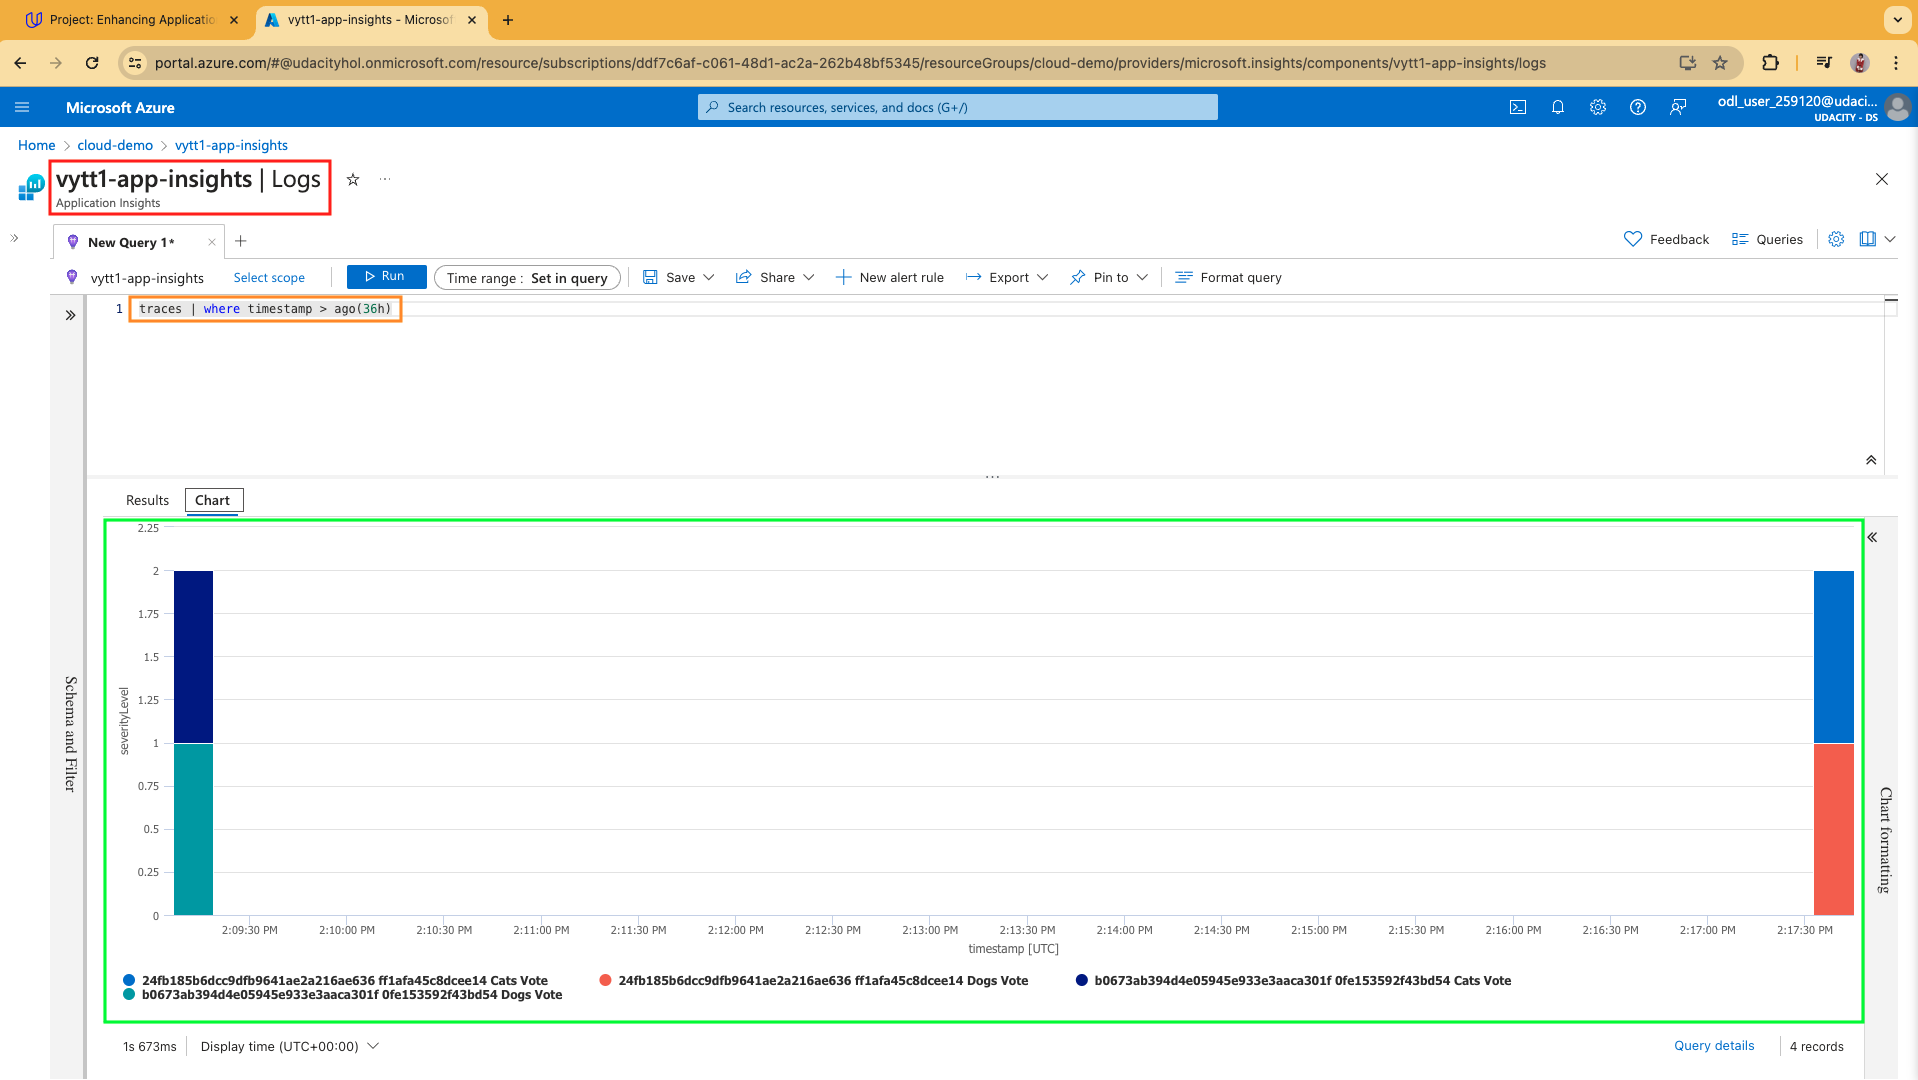 Project: Enhancing Applicatio
vytt1-app-insights - Microsof
portal.azure.com/#@udacityhol.onmicrosoft.com/resource/subscriptions/ddf7c6af-c061-48d1-ac2a-262b48bf5345/resourceGroups/cloud-demo/providers/microsoft.insights/components/vytt1-app-insights/logs
Microsoft Azure
Search resources, services, and docs (G+/)
odl_user_259120@udaci...
UDACITY - DS
Home > cloud-demo > vytt1-app-insights
vytt1-app-insights | Logs
Application Insights
New Query 1*
Feedback
Queries
vytt1-app-insights
Select scope
Run
Time range : Set in query
Save
Share
New alert rule
Export
Pin to
Format query
1 traces | where timestamp > ago(36h)
Schema and Filter
Results
Chart
2.25
2
1.75
1.5
1.25
1
0.75
0.5
0.25
0
severityLevel
2:09:30 PM 2:10:00 PM 2:10:30 PM 2:11:00 PM 2:11:30 PM 2:12:00 PM 2:12:30 PM 2:13:00 PM 2:13:30 PM 2:14:00 PM 2:14:30 PM 2:15:00 PM 2:15:30 PM 2:16:00 PM 2:16:30 PM 2:17:00 PM 2:17:30 PM
timestamp [UTC]
24fb185b6dcc9dfb9641ae2a216ae636 ff1afa45c8dcee14 Cats Vote
24fb185b6dcc9dfb9641ae2a216ae636 ff1afa45c8dcee14 Dogs Vote
b0673ab394d4e05945e933e3aaca301f 0fe153592f43bd54 Cats Vote
b0673ab394d4e05945e933e3aaca301f 0fe153592f43bd54 Dogs Vote
Chart formatting
1s 673ms
Display time (UTC+00:00)
Query details
4 records